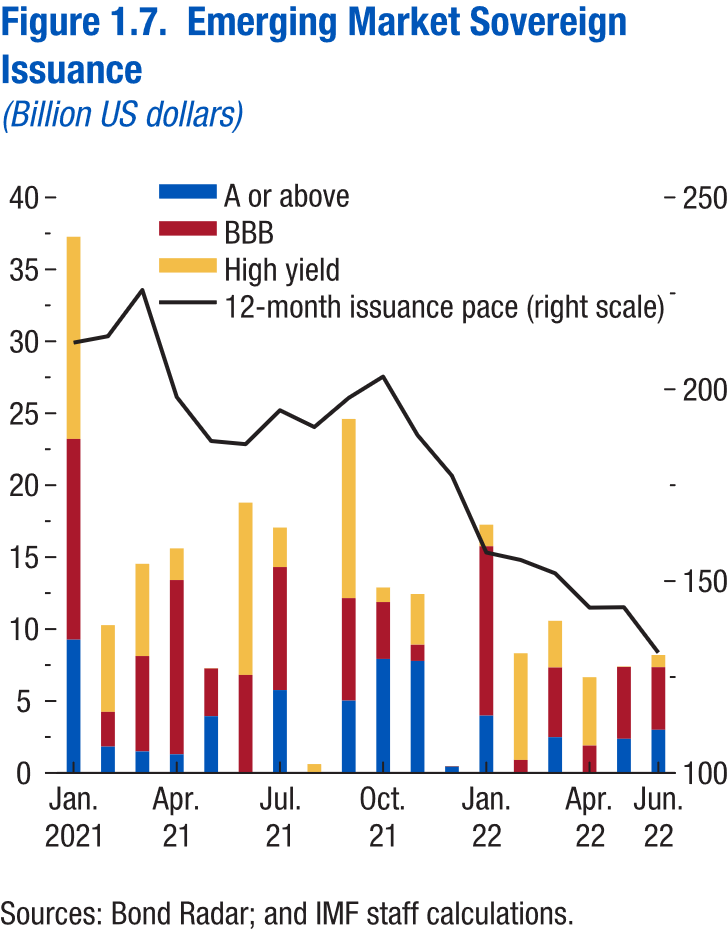 Figure 1.7. Emerging Market Sovereign
Issuance
(Billion US dollars)
A or above
BBB
High yield
12-month issuance pace (right scale)
40
35
30
25
20
15
10
5
0
250
200
150
100
Jan. Apr. Jul. Oct. Jan. Apr. Jun.
2021 21 21 21 22 22 22
Sources: Bond Radar; and IMF staff calculations.